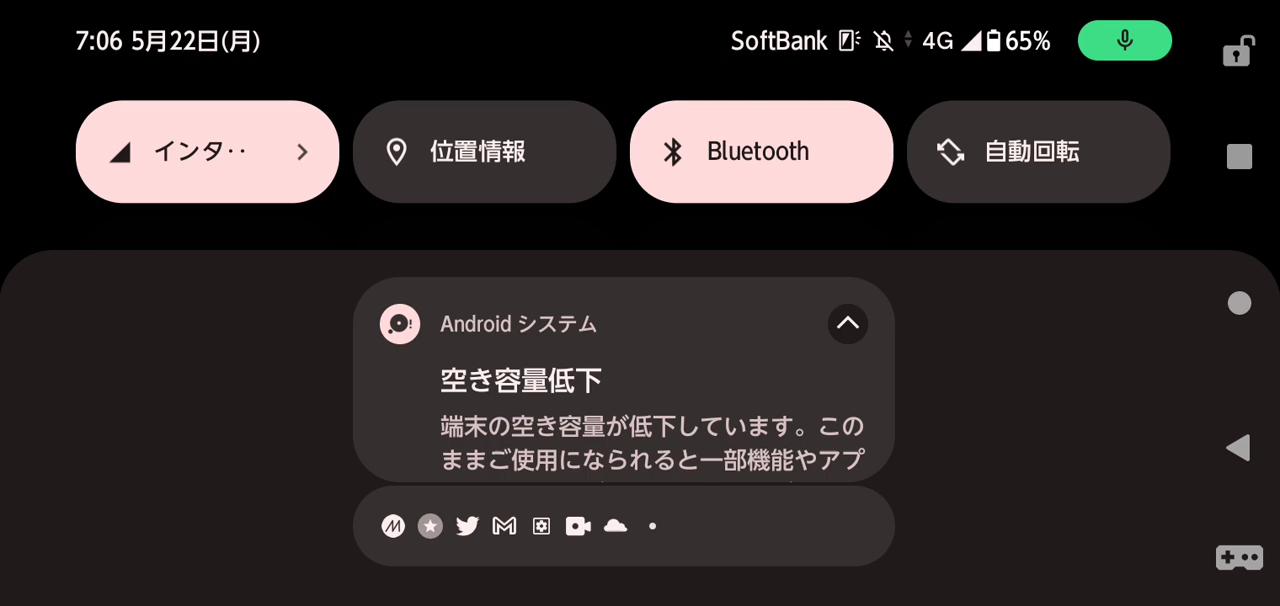 7:06 5月22日(月)
SoftBank 4G 65%
インタ‥
位置情報
Bluetooth
自動回転
Android システム
空き容量低下
端末の空き容量が低下しています。この
ままご使用になられると一部機能やアプ